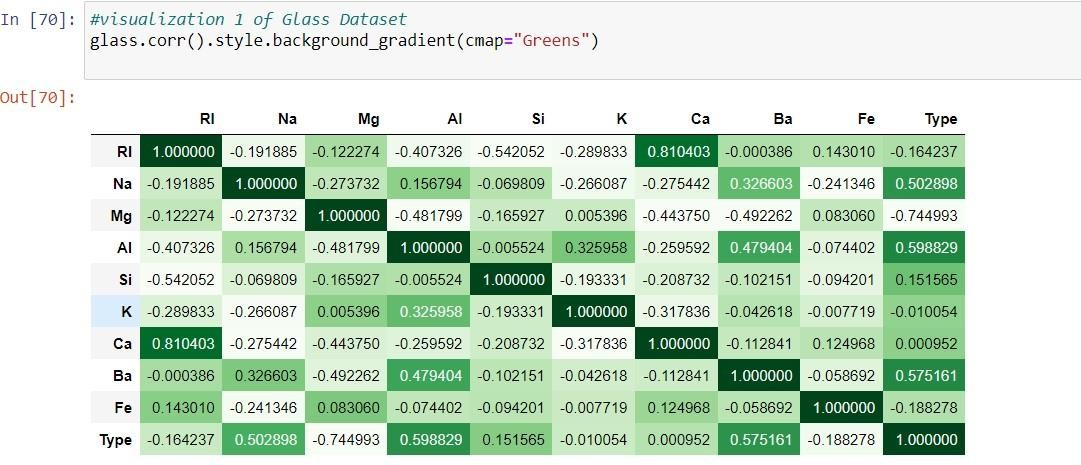 In [70]: #visualization 1 of Glass Dataset
glass.corr().style.background_gradient(cmap="Greens")
Out[70]:
RI Na Mg Al Si K Ca Ba Fe Type
RI 1.000000 -0.191885 -0.122274 -0.407326 -0.542052 -0.289833 0.810403 -0.000386 0.143010 -0.164237
Na -0.191885 1.000000 -0.273732 0.156794 -0.069809 -0.266087 -0.275442 0.326603 -0.241346 0.502898
Mg -0.122274 -0.273732 1.000000 -0.481799 -0.165927 0.005396 -0.443750 -0.492262 0.083060 -0.744993
Al -0.407326 0.156794 -0.481799 1.000000 -0.005524 0.325958 -0.259592 0.479404 -0.074402 0.598829
Si -0.542052 -0.069809 -0.165927 -0.005524 1.000000 -0.193331 -0.208732 -0.102151 -0.094201 0.151565
K -0.289833 -0.266087 0.005396 0.325958 -0.193331 1.000000 -0.317836 -0.042618 -0.007719 -0.010054
Ca 0.810403 -0.275442 -0.443750 -0.259592 -0.208732 -0.317836 1.000000 -0.112841 0.124968 0.000952
Ba -0.000386 0.326603 -0.492262 0.479404 -0.102151 -0.042618 -0.112841 1.000000 -0.058692 0.575161
Fe 0.143010 -0.241346 0.083060 -0.074402 -0.094201 -0.007719 0.124968 -0.058692 1.000000 -0.188278
Type -0.164237 0.502898 -0.744993 0.598829 0.151565 -0.010054 0.000952 0.575161 -0.188278 1.000000